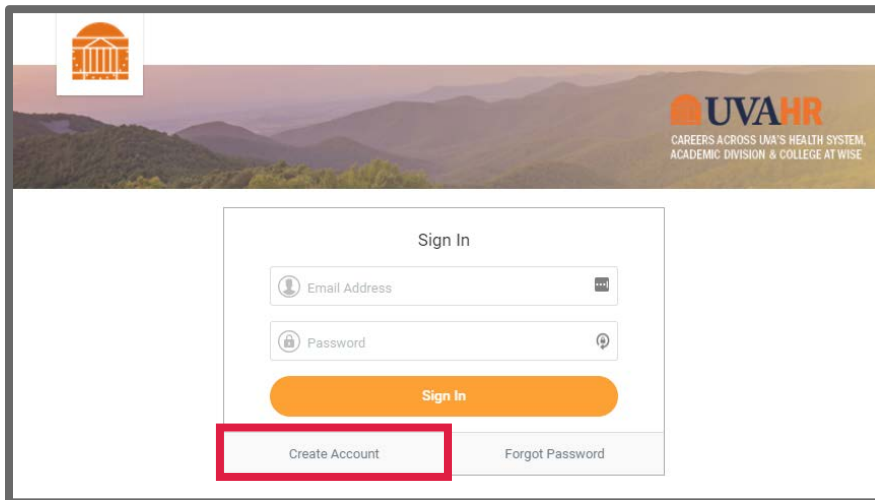 UVAHR
CAREERS ACROSS UVA'S HEALTH SYSTEM,
ACADEMIC DIVISION & COLLEGE AT WISE
Sign In
Email Address
Password
Sign In
Create Account
Forgot Password